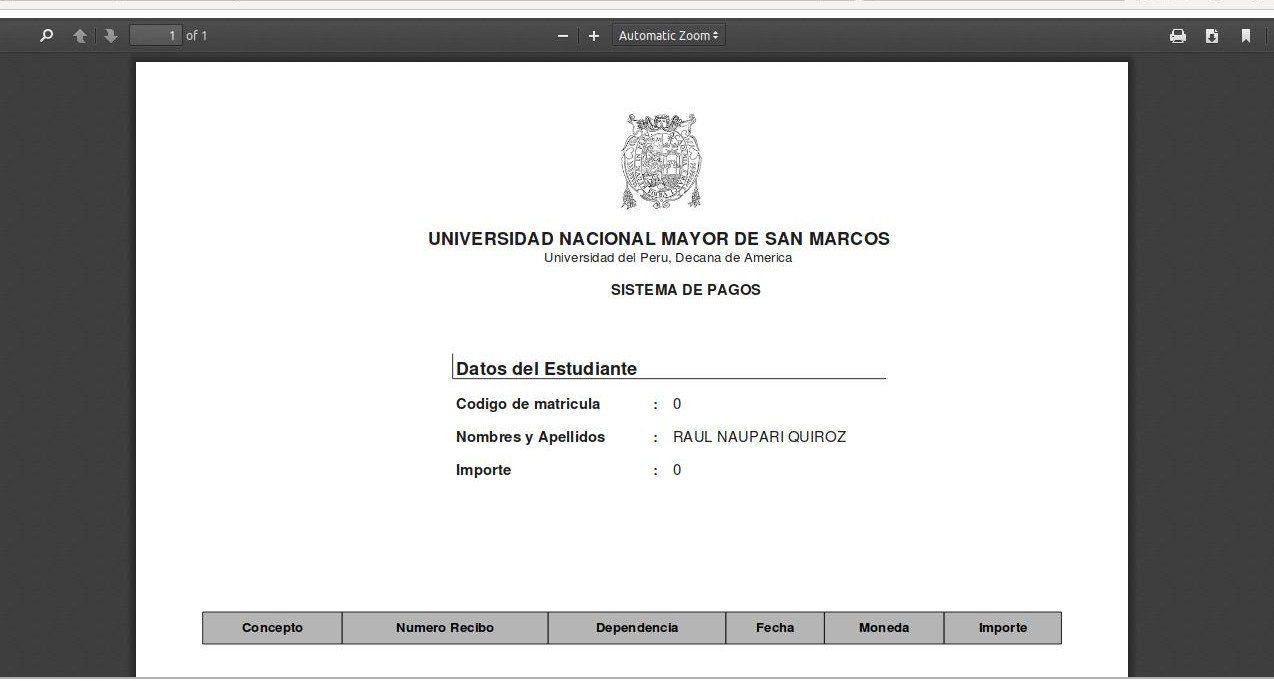 1 of 1
Automatic Zoom
UNIVERSIDAD NACIONAL MAYOR DE SAN MARCOS
Universidad del Peru, Decana de America
SISTEMA DE PAGOS
Datos del Estudiante
Codigo de matricula : 0
Nombres y Apellidos : RAUL NAUPARI QUIROZ
Importe : 0
Concepto Numero Recibo Dependencia Fecha Moneda Importe